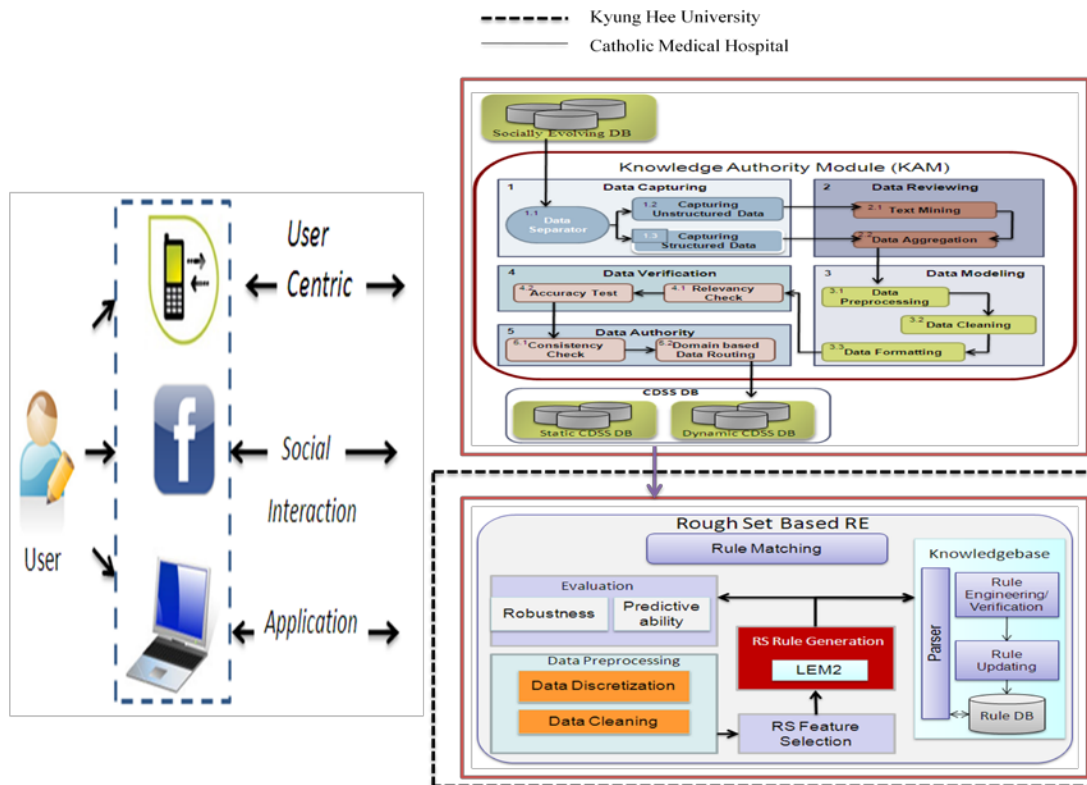 Kyung Hee University
Catholic Medical Hospital
User
User
Centric
f
Social
Interaction
Application
Socially Evolving DB
Knowledge Authority Module (KAM)
1
Data Capturing
1.1
Data
Separator
1.2
Capturing
Unstructured Data
1.3
Capturing
Structured Data
2
Data Reviewing
2.1
Text Mining
2.2
Data Aggregation
4
Data Verification
4.2
Accuracy Test
4.1
Relevancy
Check
3
Data Modeling
3.1
Data
Preprocessing
3.2
Data Cleaning
3.3
Data Formatting
5
Data Authority
5.1
Consistency
Check
5.2
Domain based
Data Routing
CDSS DB
Static CDSS DB
Dynamic CDSS DB
Rough Set Based RE
Rule Matching
Evaluation
Robustness
Predictive
ability
Data Preprocessing
Data Discretization
Data Cleaning
RS Rule Generation
LEM2
RS Feature
Selection
Knowledgebase
Parser
Rule
Engineering/
Verification
Rule
Updating
Rule DB